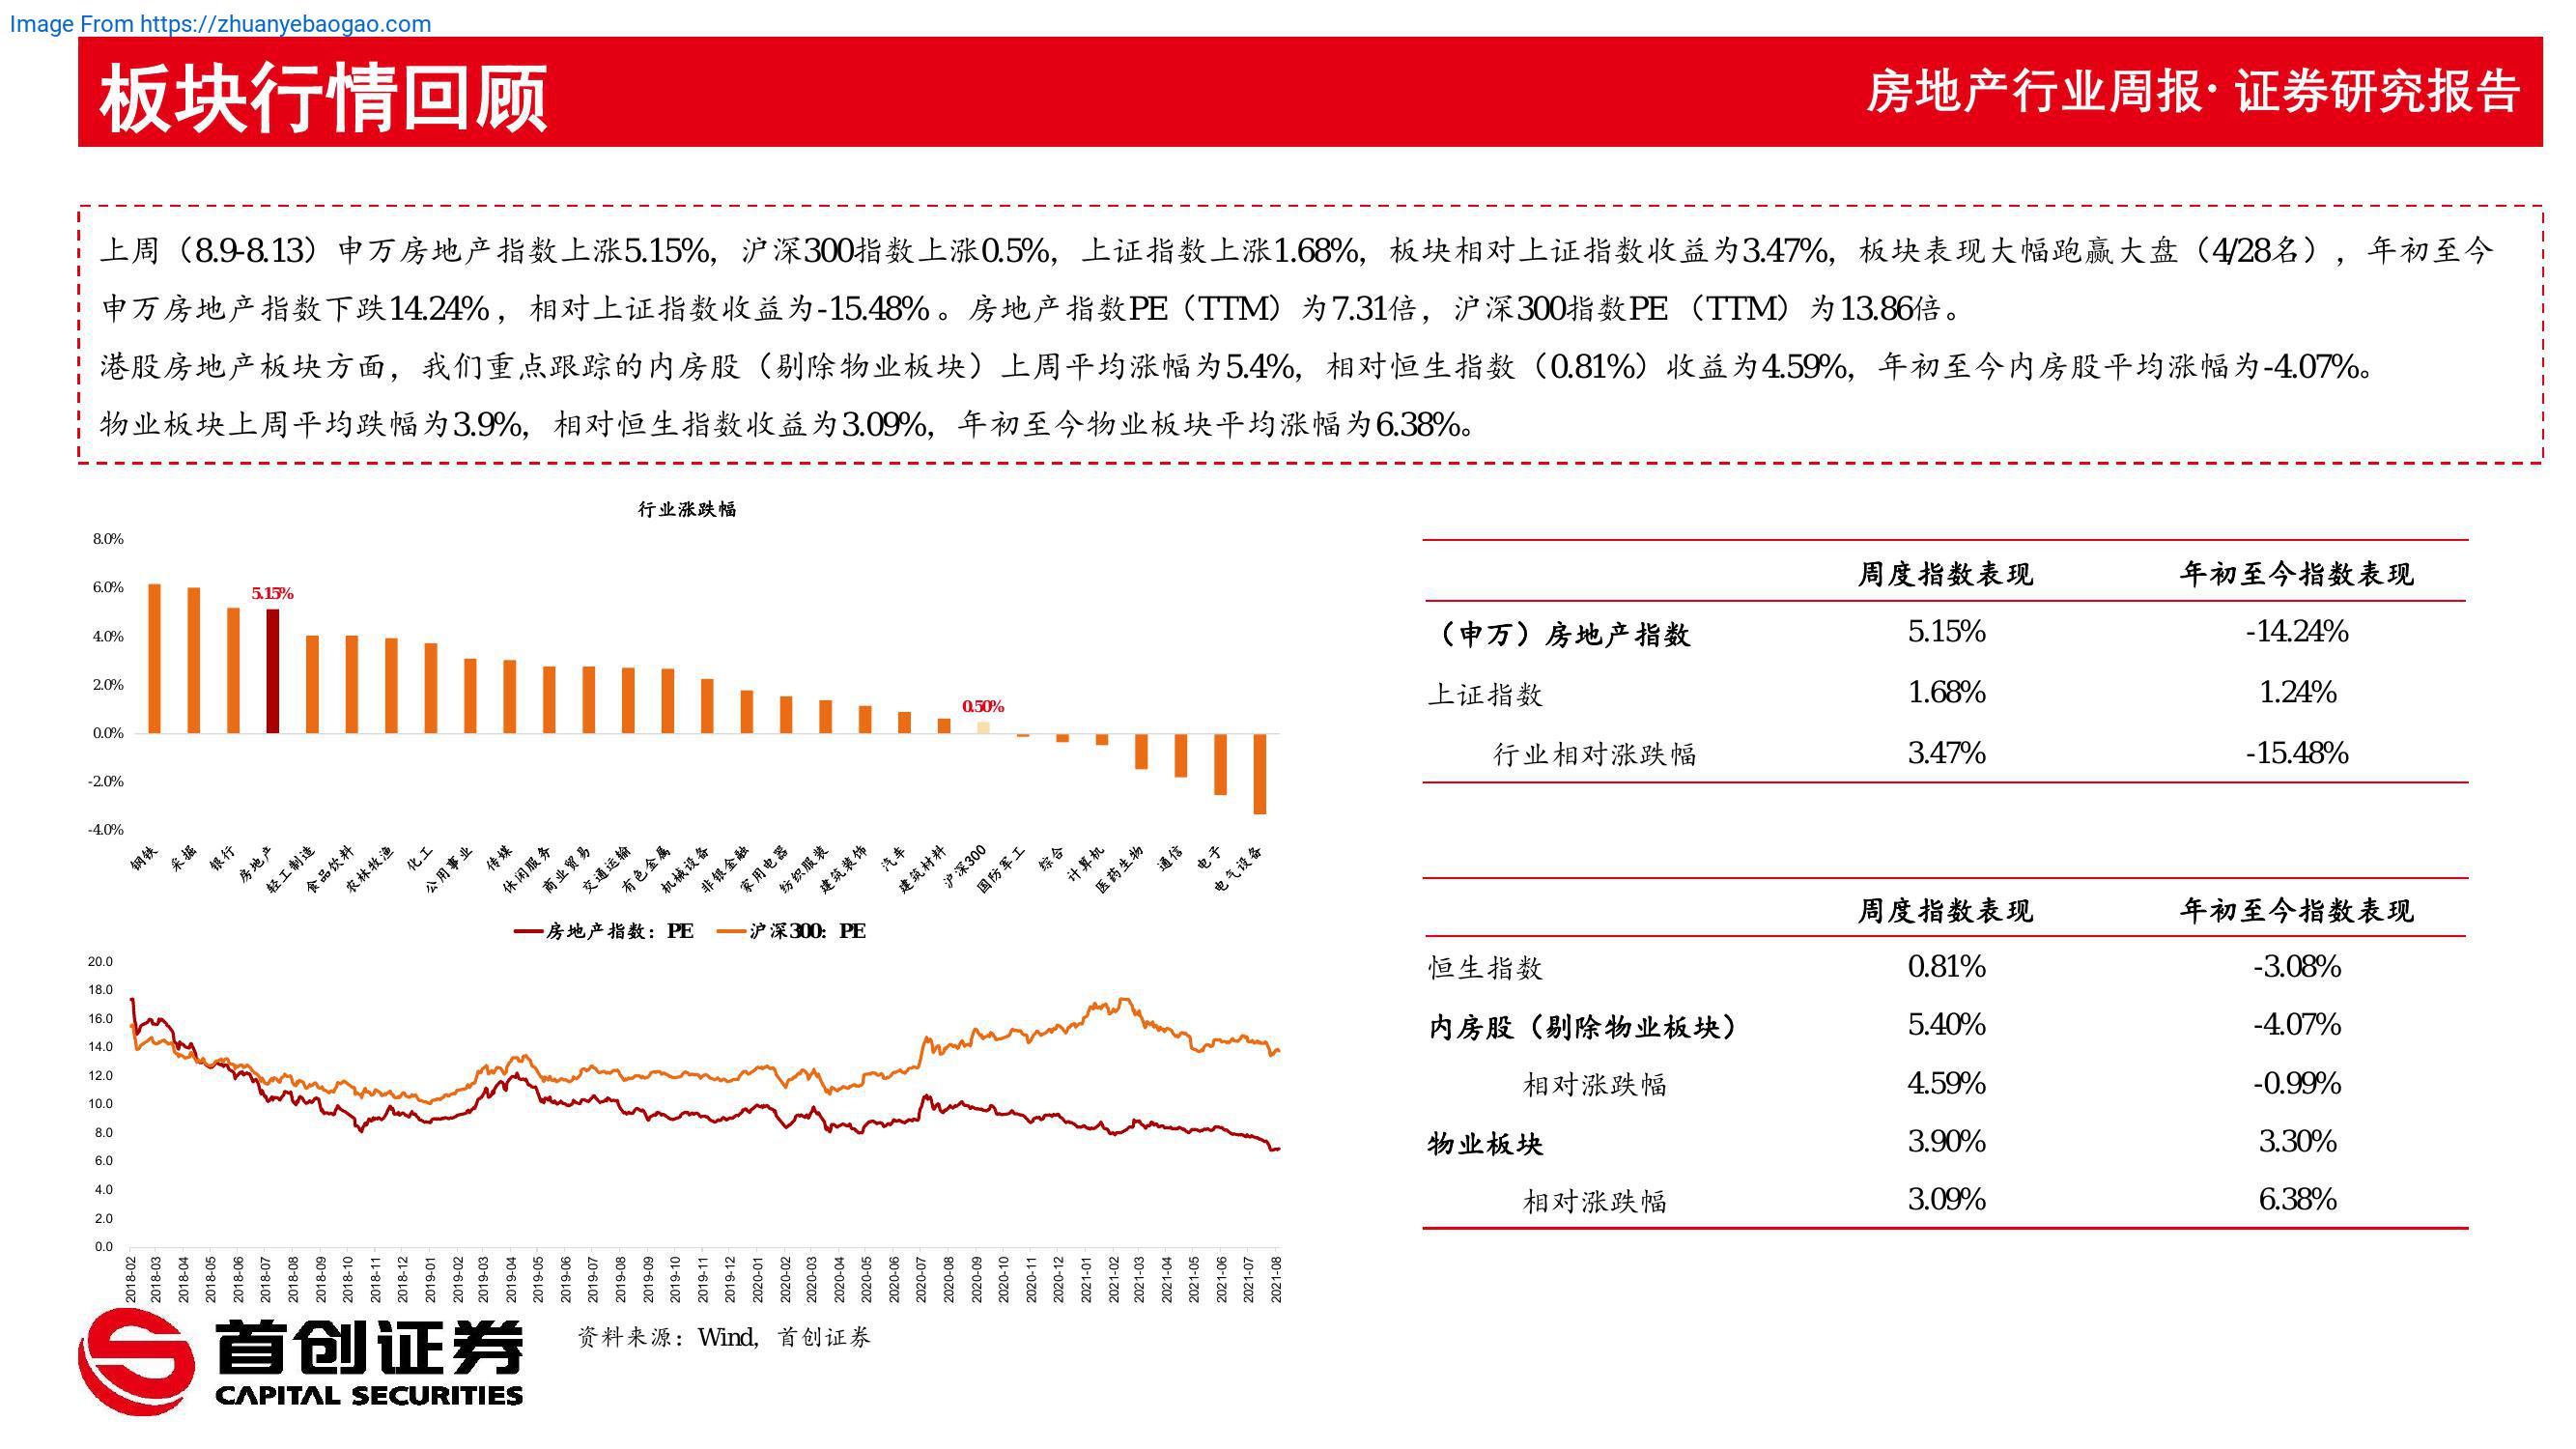 Image From https://zhuanyebaogao.com
板块行情回顾
房地产行业周报· 证券研究报告
上周（8.9-8.13）申万房地产指数上涨5.15%，沪深300指数上涨0.5%，上证指数上涨1.68%，板块相对上证指数收益为3.47%，板块表现大幅跑赢大盘（4/28名），年初至今
申万房地产指数下跌14.24%，相对上证指数收益为-15.48%。房地产指数PE（TTM）为7.31倍，沪深300指数PE（TTM）为13.86倍。
港股房地产板块方面，我们重点跟踪的内房股（剔除物业板块）上周平均涨幅为5.4%，相对恒生指数（0.81%）收益为4.59%，年初至今内房股平均涨幅为-4.07%。
物业板块上周平均跌幅为3.9%，相对恒生指数收益为3.09%，年初至今物业板块平均涨幅为6.38%。
行业涨跌幅
8.0%
6.0%
4.0%
2.0%
0.0%
-2.0%
-4.0%
5.15%
0.50%
钢铁
采掘
银行
房地产
轻工制造
食品饮料
农林牧渔
化工
公用事业
传媒
休闲服务
商业贸易
交通运输
有色金属
机械设备
非银金融
家用电器
纺织服装
建筑装饰
汽车
建筑材料
沪深300
国防军工
综合
计算机
医药生物
通信
电子
电气设备
房地产指数：PE 沪深300：PE
20.0
18.0
16.0
14.0
12.0
10.0
8.0
6.0
4.0
2.0
0.0
2018-02
2018-03
2018-04
2018-05
2018-06
2018-07
2018-08
2018-09
2018-10
2018-11
2018-12
2019-01
2019-02
2019-03
2019-04
2019-05
2019-06
2019-07
2019-08
2019-09
2019-10
2019-11
2019-12
2020-01
2020-02
2020-03
2020-04
2020-05
2020-06
2020-07
2020-08
2020-09
2020-10
2020-11
2020-12
2021-01
2021-02
2021-03
2021-04
2021-05
2021-06
2021-07
2021-08
周度指数表现 年初至今指数表现
（申万）房地产指数 5.15% -14.24%
上证指数 1.68% 1.24%
行业相对涨跌幅 3.47% -15.48%
周度指数表现 年初至今指数表现
恒生指数 0.81% -3.08%
内房股（剔除物业板块） 5.40% -4.07%
相对涨跌幅 4.59% -0.99%
物业板块 3.90% 3.30%
相对涨跌幅 3.09% 6.38%
首创证券
CAPITAL SECURITIES
资料来源：Wind，首创证券